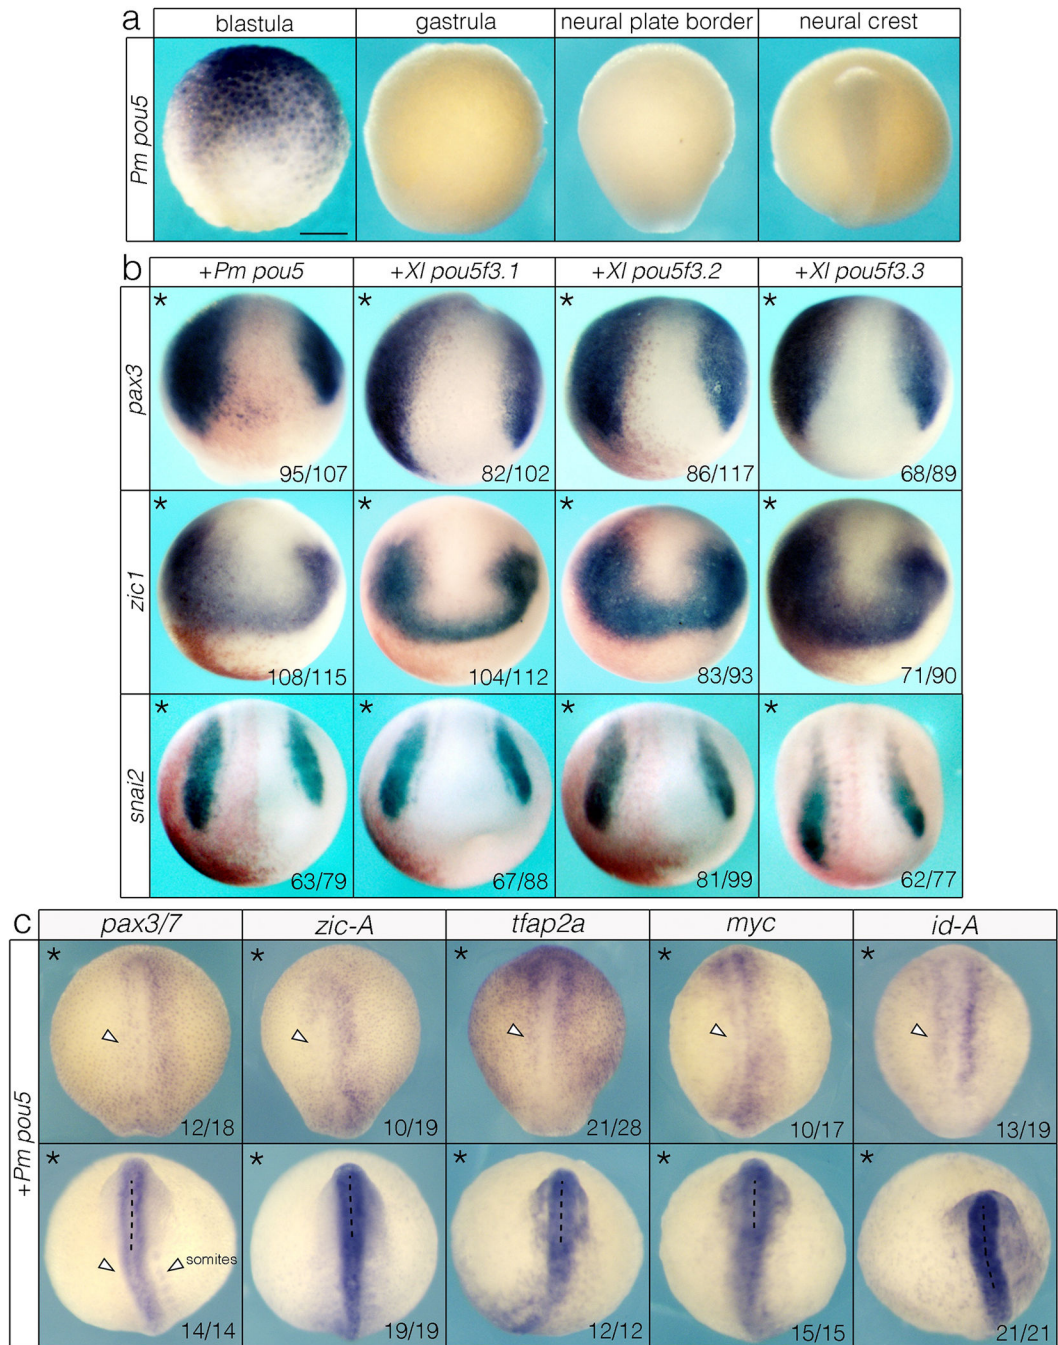 a
blastula gastrula neural plate border neural crest
Pm pou5
b
+Pm pou5 +Xl pou5f3.1 +Xl pou5f3.2 +Xl pou5f3.3
pax3
* * * *
95/107 82/102 86/117 68/89
zic1
* * * *
108/115 104/112 83/93 71/90
snai2
* * * *
63/79 67/88 81/99 62/77
c
pax3/7 zic-A tfap2a myc id-A
+Pm pou5
* * * * *
12/18 10/19 21/28 10/17 13/19
* * * * *
somites
14/14 19/19 12/12 15/15 21/21